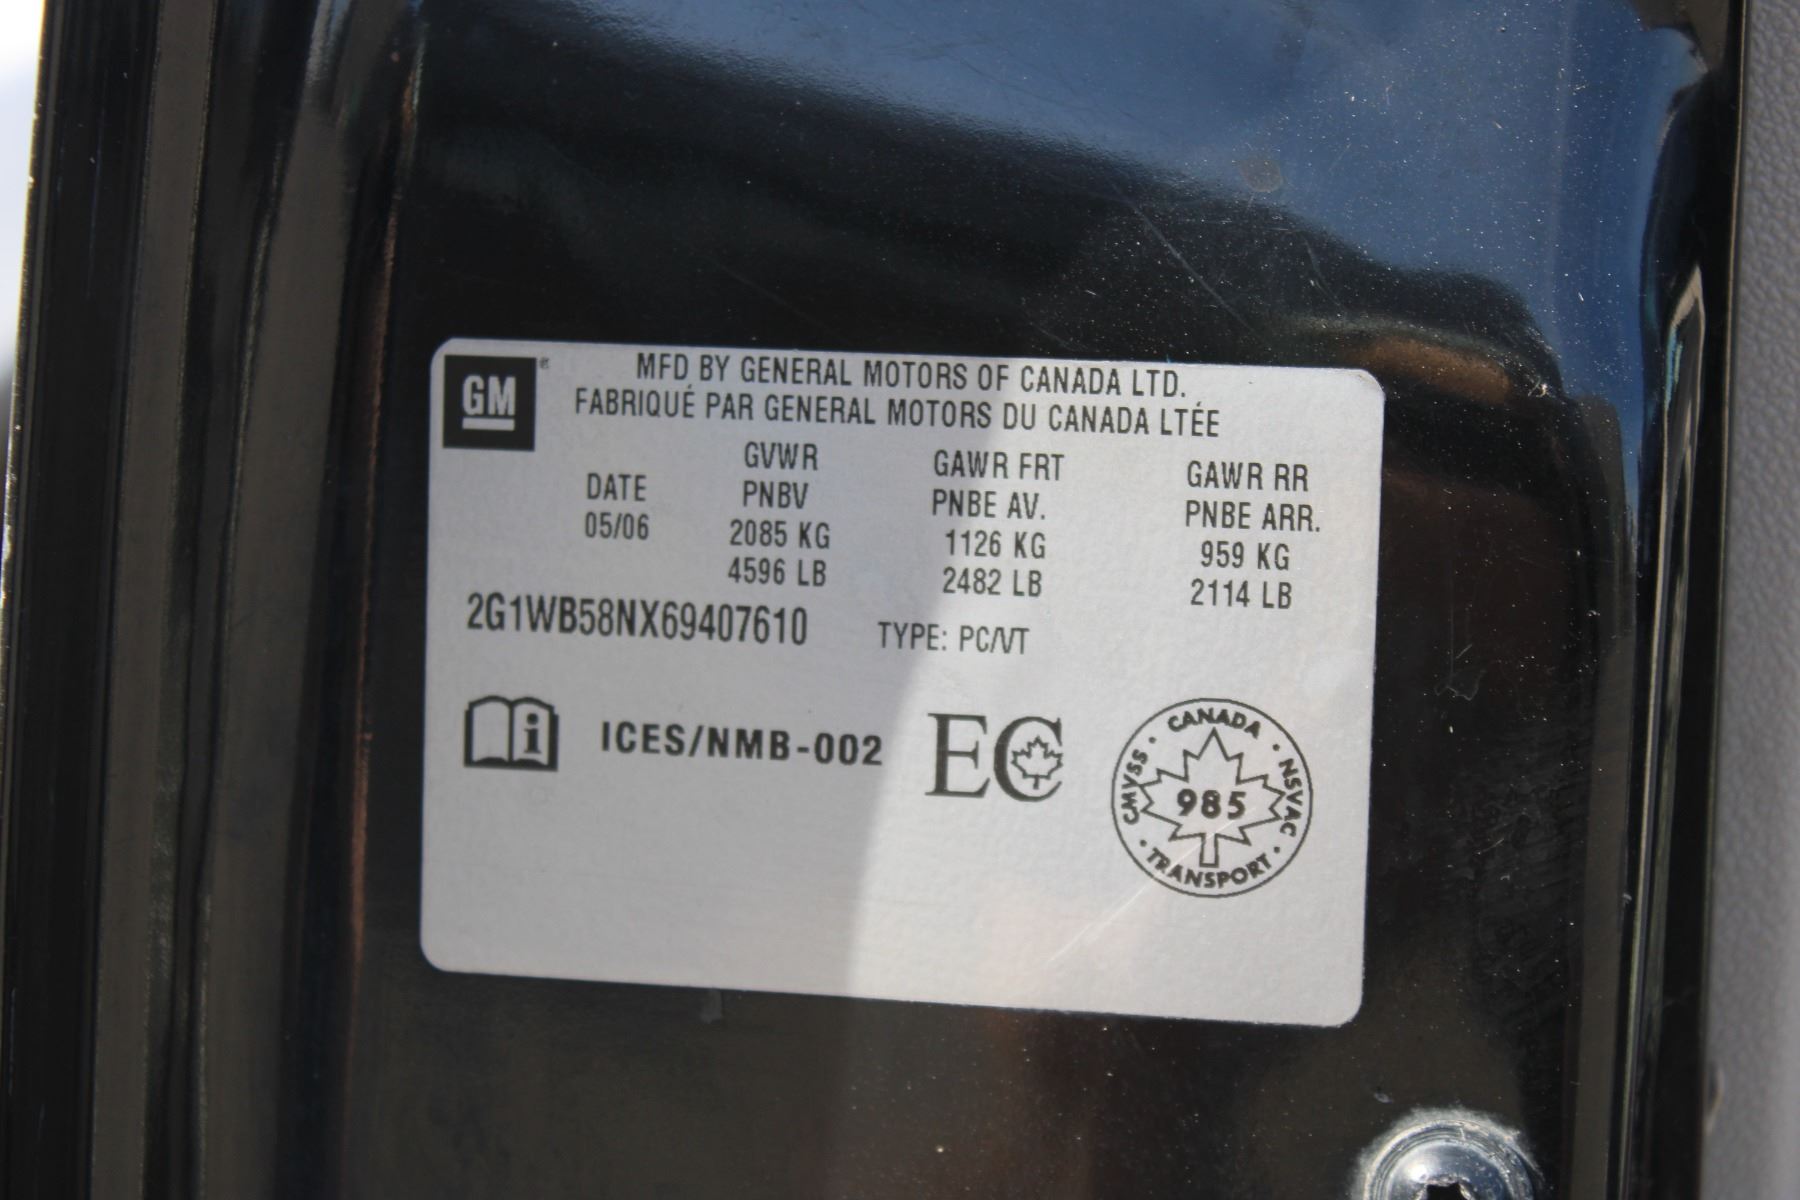 GM ®
MFD BY GENERAL MOTORS OF CANADA LTD.
FABRIQUÉ PAR GENERAL MOTORS DU CANADA LTÉE
GVWR GAWR FRT GAWR RR
DATE PNBV PNBE AV. PNBE ARR.
05/06 2085 KG 1126 KG 959 KG
4596 LB 2482 LB 2114 LB
2G1WB58NX69407610 TYPE: PC/VT
i ICES/NMB-002 EC
CANADA
CMVSS · NSVAC
985
TRANSPORT